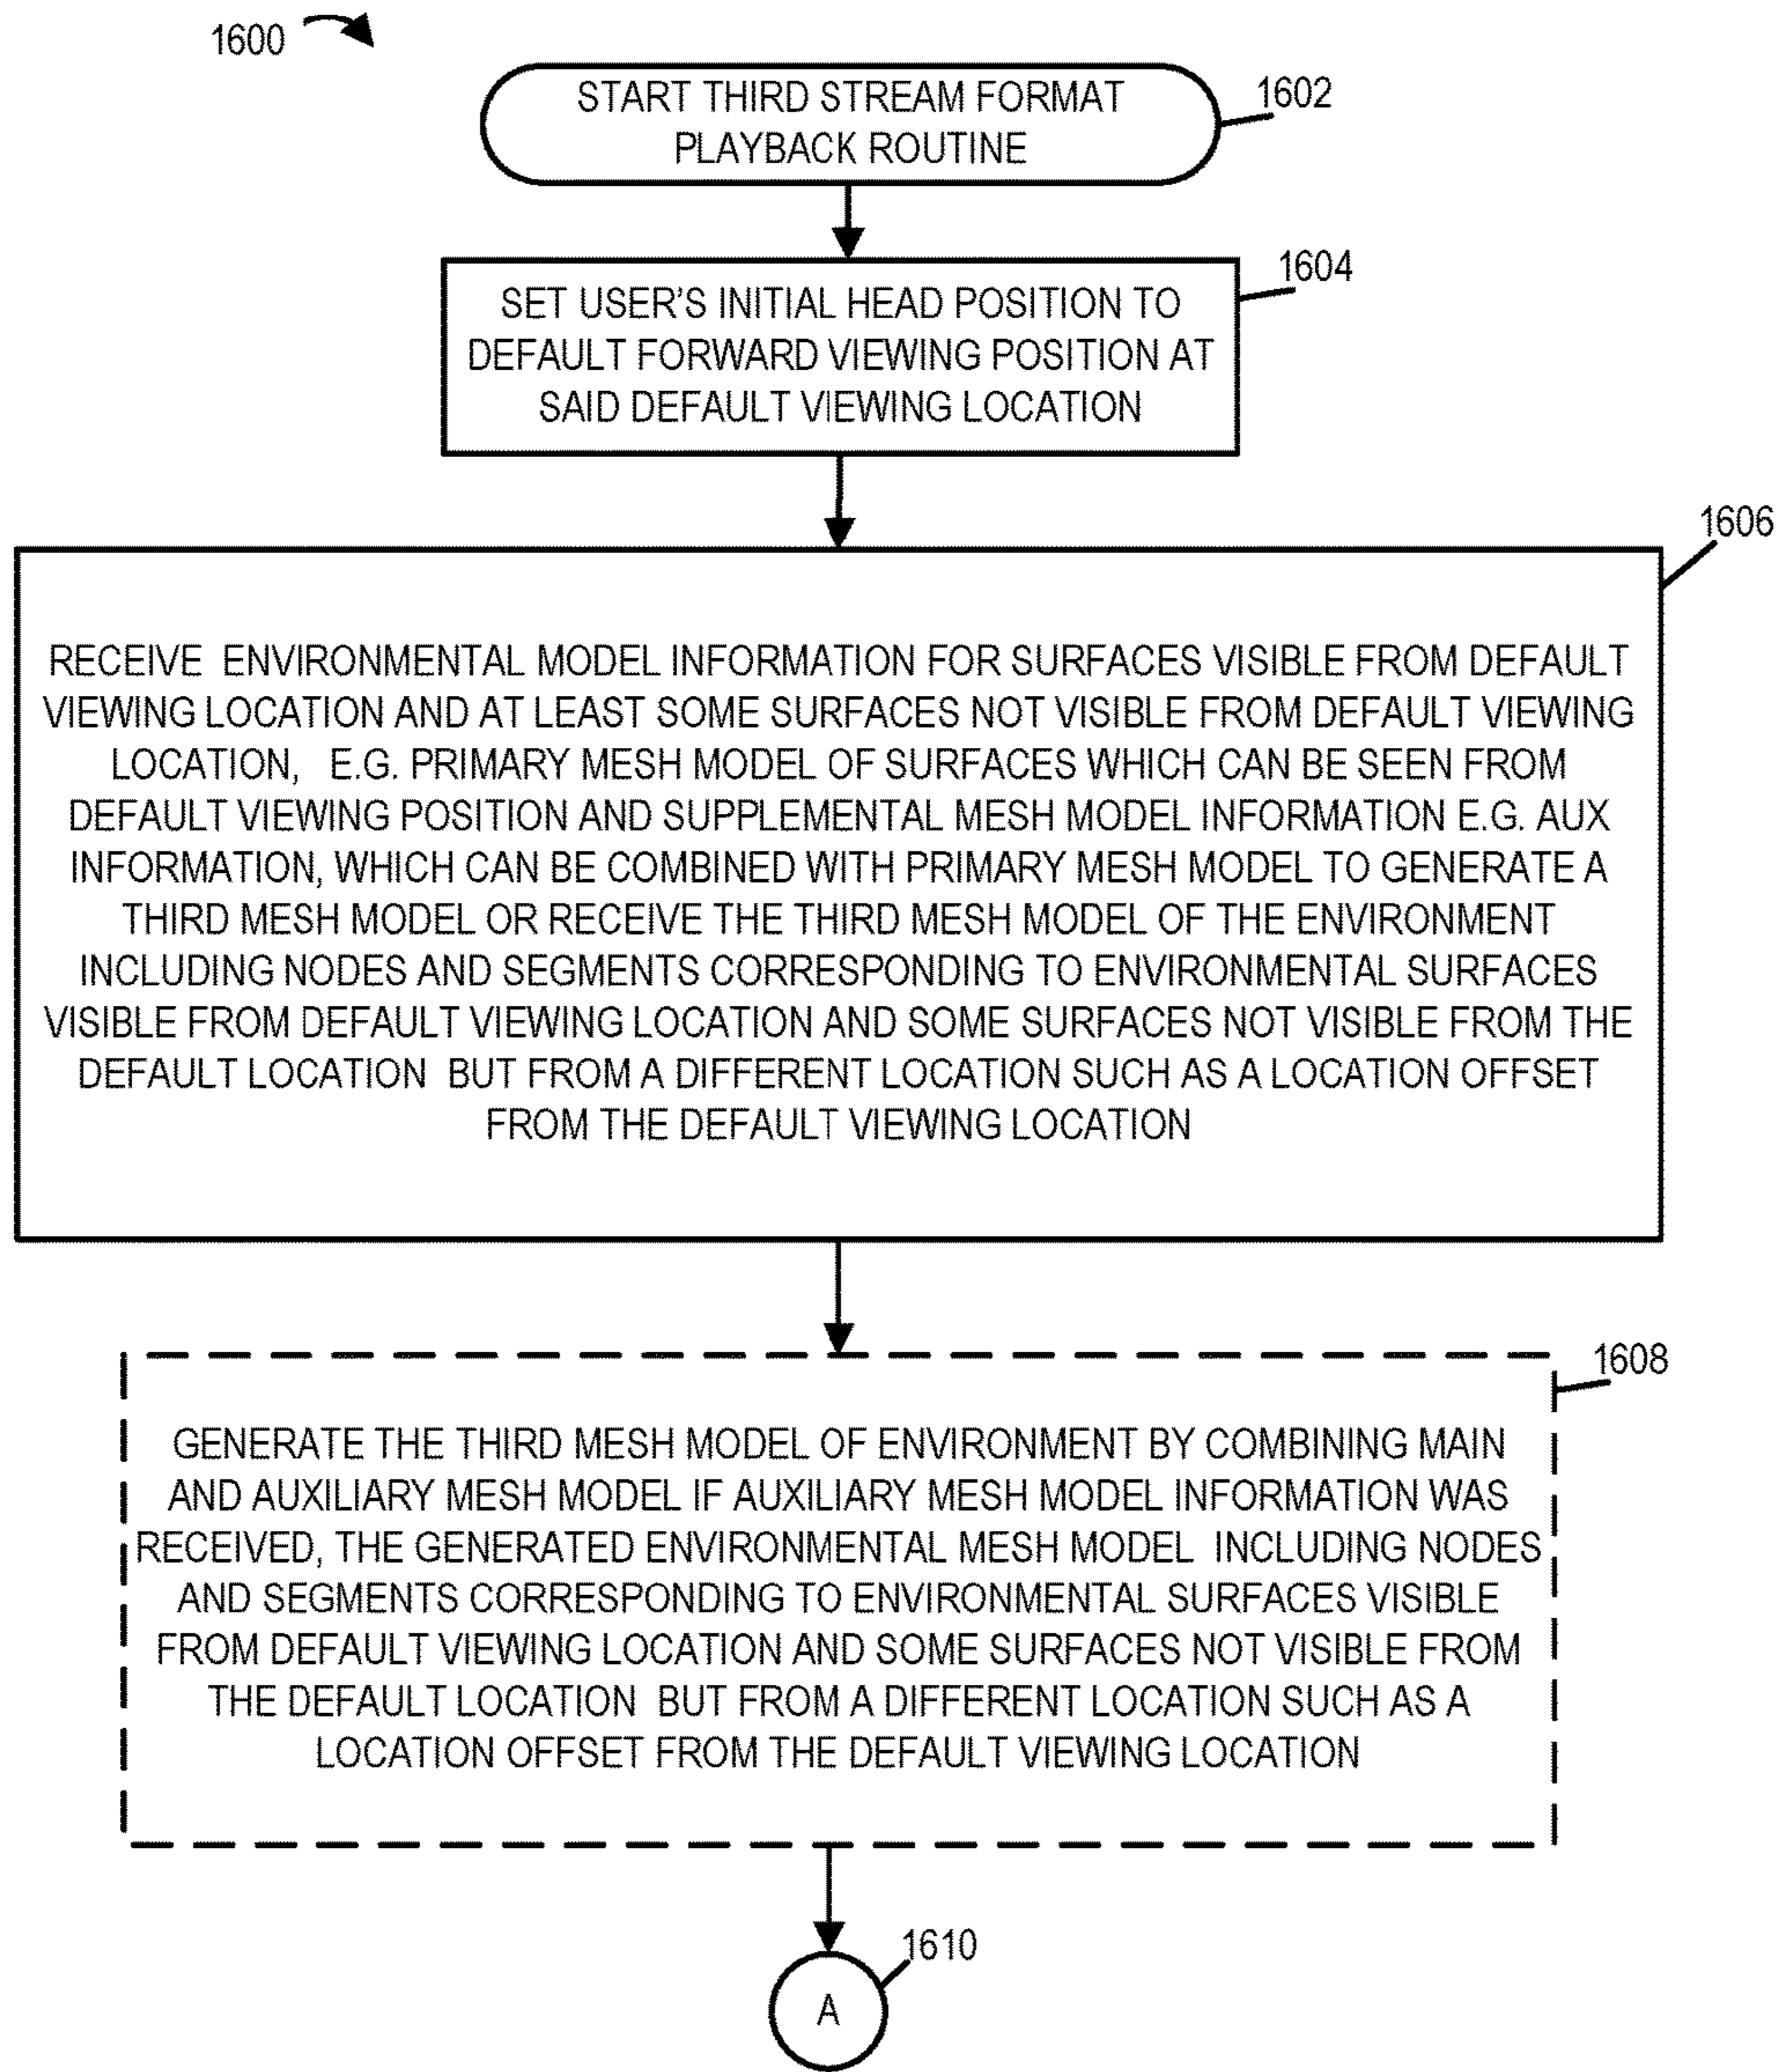 1600
START THIRD STREAM FORMAT
PLAYBACK ROUTINE
1602
SET USER'S INITIAL HEAD POSITION TO
DEFAULT FORWARD VIEWING POSITION AT
SAID DEFAULT VIEWING LOCATION
1604
1606
RECEIVE ENVIRONMENTAL MODEL INFORMATION FOR SURFACES VISIBLE FROM DEFAULT
VIEWING LOCATION AND AT LEAST SOME SURFACES NOT VISIBLE FROM DEFAULT VIEWING
LOCATION, E.G. PRIMARY MESH MODEL OF SURFACES WHICH CAN BE SEEN FROM
DEFAULT VIEWING POSITION AND SUPPLEMENTAL MESH MODEL INFORMATION E.G. AUX
INFORMATION, WHICH CAN BE COMBINED WITH PRIMARY MESH MODEL TO GENERATE A
THIRD MESH MODEL OR RECEIVE THE THIRD MESH MODEL OF THE ENVIRONMENT
INCLUDING NODES AND SEGMENTS CORRESPONDING TO ENVIRONMENTAL SURFACES
VISIBLE FROM DEFAULT VIEWING LOCATION AND SOME SURFACES NOT VISIBLE FROM THE
DEFAULT LOCATION BUT FROM A DIFFERENT LOCATION SUCH AS A LOCATION OFFSET
FROM THE DEFAULT VIEWING LOCATION
1608
GENERATE THE THIRD MESH MODEL OF ENVIRONMENT BY COMBINING MAIN
AND AUXILIARY MESH MODEL IF AUXILIARY MESH MODEL INFORMATION WAS
RECEIVED, THE GENERATED ENVIRONMENTAL MESH MODEL INCLUDING NODES
AND SEGMENTS CORRESPONDING TO ENVIRONMENTAL SURFACES VISIBLE
FROM DEFAULT VIEWING LOCATION AND SOME SURFACES NOT VISIBLE FROM
THE DEFAULT LOCATION BUT FROM A DIFFERENT LOCATION SUCH AS A
LOCATION OFFSET FROM THE DEFAULT VIEWING LOCATION
1610
A